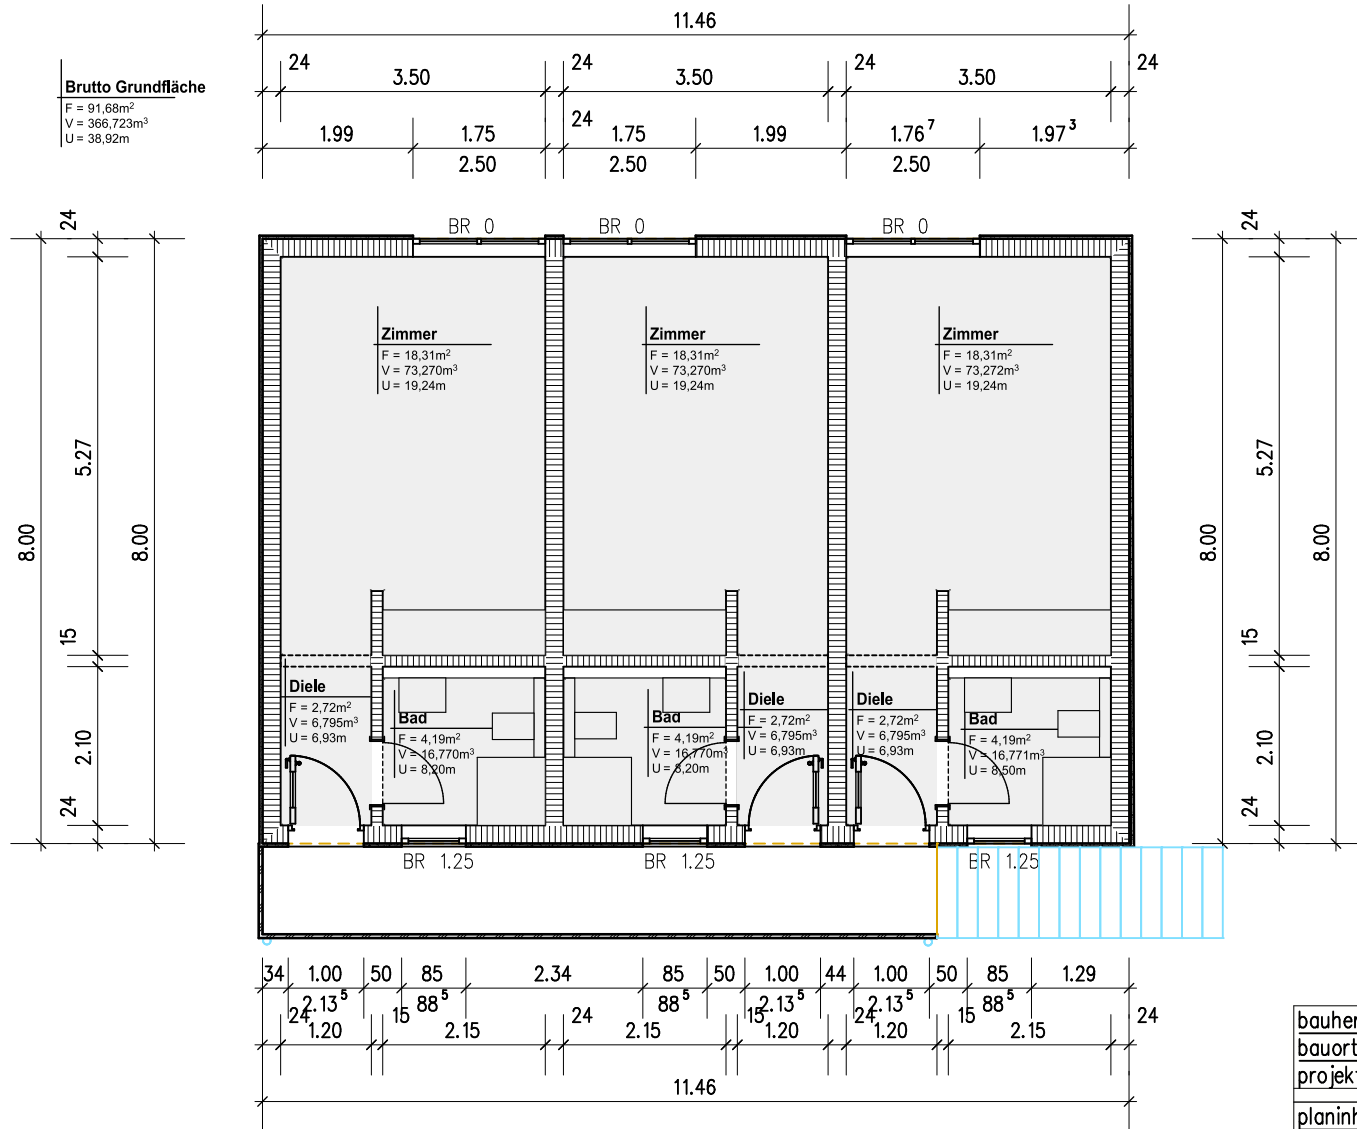 11.46
24 24 24 24
3.50 3.50 3.50
Brutto Grundfläche
F = 91,68m²
V = 366,723m³
U = 38,92m
24
1.99 1.75 1.75 1.99 1.76⁷ 1.97³
2.50 2.50 2.50
24 24
BR 0 BR 0 BR 0
Zimmer
F = 18,31m²
V = 73,270m³
U = 19,24m
Zimmer
F = 18,31m²
V = 73,270m³
U = 19,24m
Zimmer
F = 18,31m²
V = 73,272m³
U = 19,24m
5.27 5.27
8.00 8.00 8.00 8.00
15 15
Diele
F = 2,72m²
V = 6,795m³
U = 6,93m
Bad
F = 4,19m²
V = 16,770m³
U = 8,20m
Bad
F = 4,19m²
V = 16,770m³
U = 8,20m
Diele
F = 2,72m²
V = 6,795m³
U = 6,93m
Diele
F = 2,72m²
V = 6,795m³
U = 6,93m
Bad
F = 4,19m²
V = 16,771m³
U = 8,50m
2.10 2.10
24 24
BR 1.25 BR 1.25 BR 1.25
34 1.00 50 85 2.34 85 50 1.00 44 1.00 50 85 1.29
2.13⁵ 88⁵ 88⁵ 2.13⁵ 2.13⁵ 88⁵
24 15 24 15 24 15 24
1.20 2.15 2.15 1.20 1.20 2.15
11.46
bauher
bauort
projekt
planinh